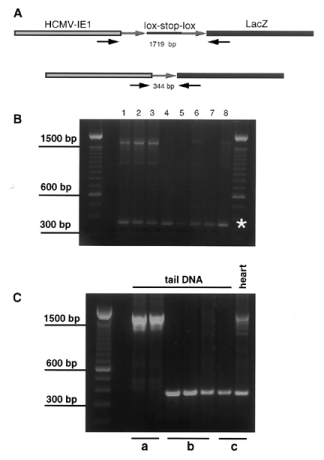 A
HCMV-IE1 lox-stop-lox LacZ
1719 bp
344 bp
B
1 2 3 4 5 6 7 8
1500 bp
600 bp
300 bp
*
C
tail DNA heart
1500 bp
600 bp
300 bp
a b c